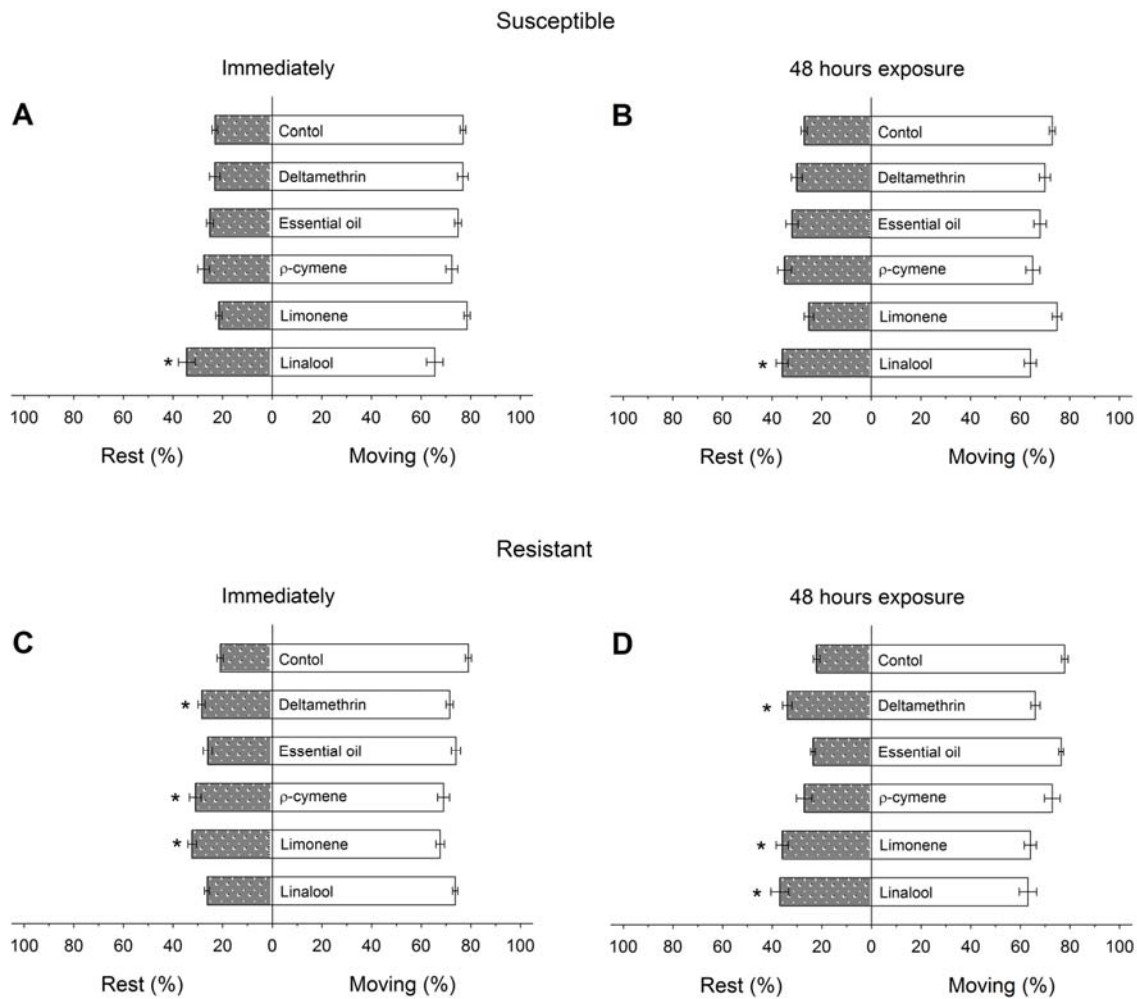 Susceptible
Immediately
48 hours exposure
A
B
Contol
Deltamethrin
Essential oil
ρ-cymene
Limonene
* Linalool
100 80 60 40 20 0 20 40 60 80 100
Rest (%) Moving (%)
Contol
Deltamethrin
Essential oil
ρ-cymene
Limonene
* Linalool
100 80 60 40 20 0 20 40 60 80 100
Rest (%) Moving (%)
Resistant
Immediately
48 hours exposure
C
D
Contol
* Deltamethrin
Essential oil
* ρ-cymene
* Limonene
Linalool
100 80 60 40 20 0 20 40 60 80 100
Rest (%) Moving (%)
Contol
* Deltamethrin
Essential oil
ρ-cymene
* Limonene
* Linalool
100 80 60 40 20 0 20 40 60 80 100
Rest (%) Moving (%)